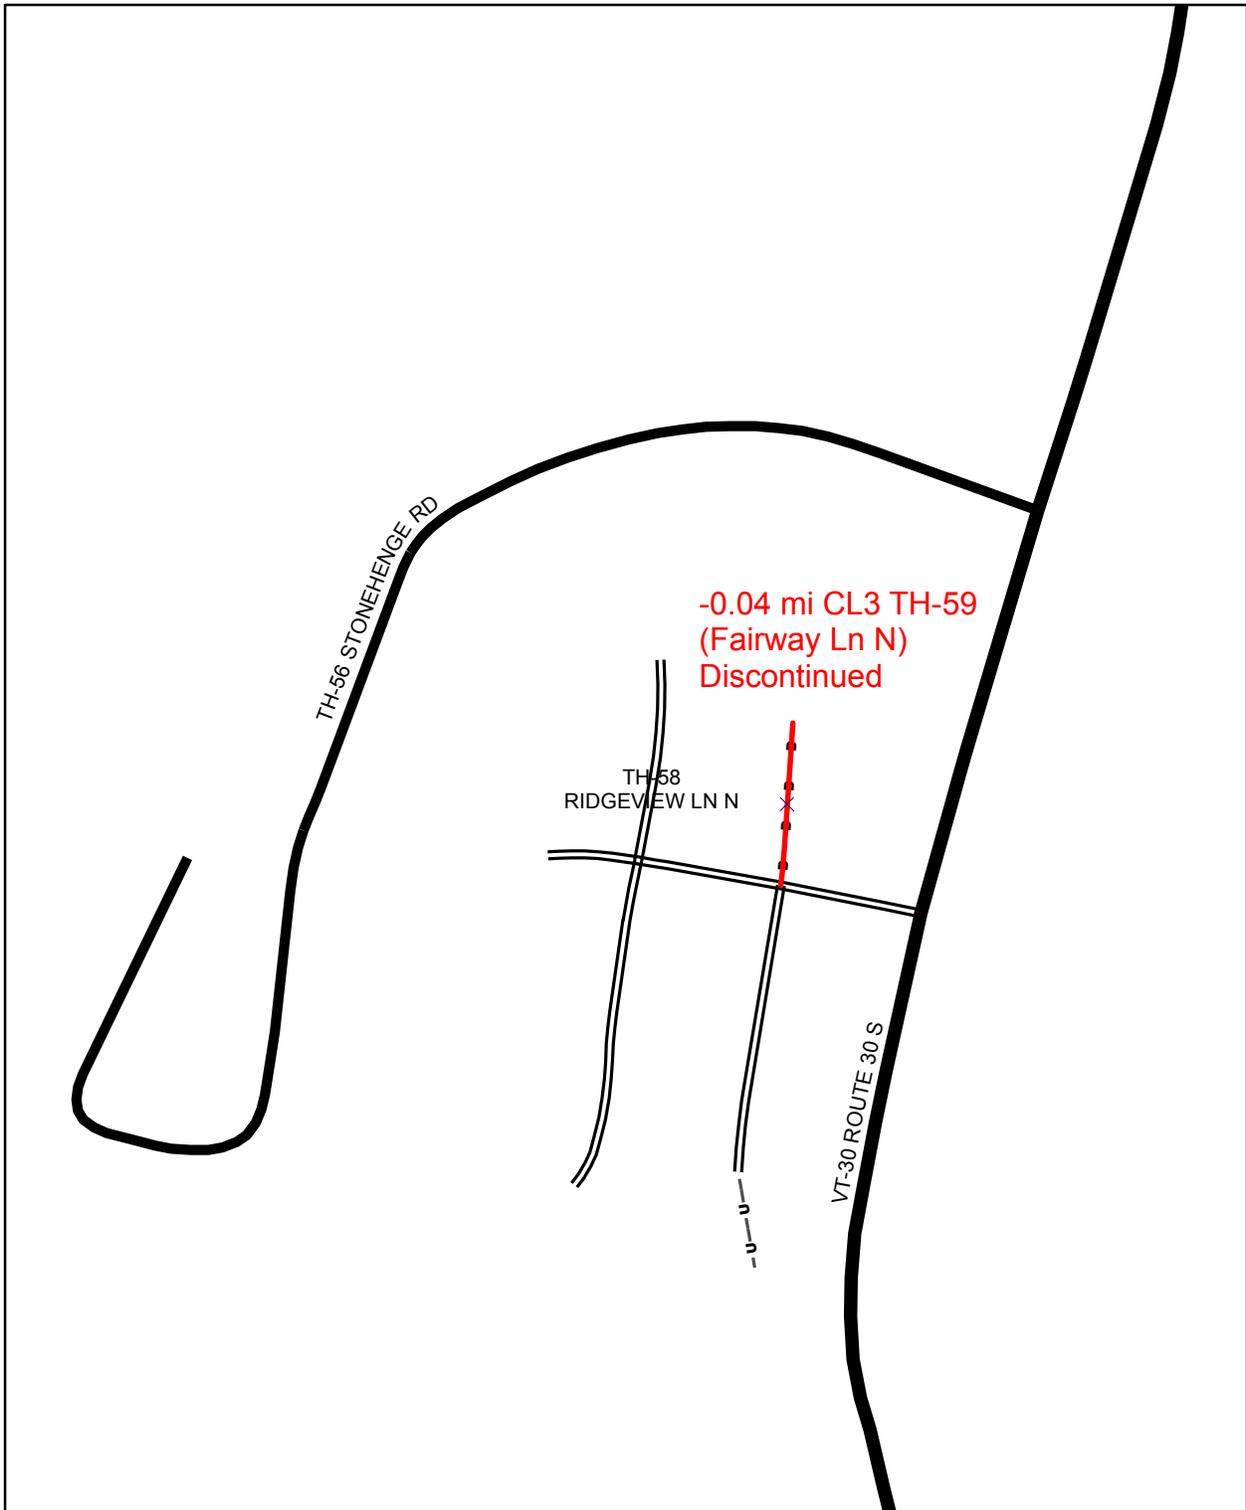 TH-56 STONEHENGE RD
-0.04 mi CL3 TH-59
(Fairway Ln N)
Discontinued
TH-58
RIDGEVIEW LN N
VT-30 ROUTE 30 S